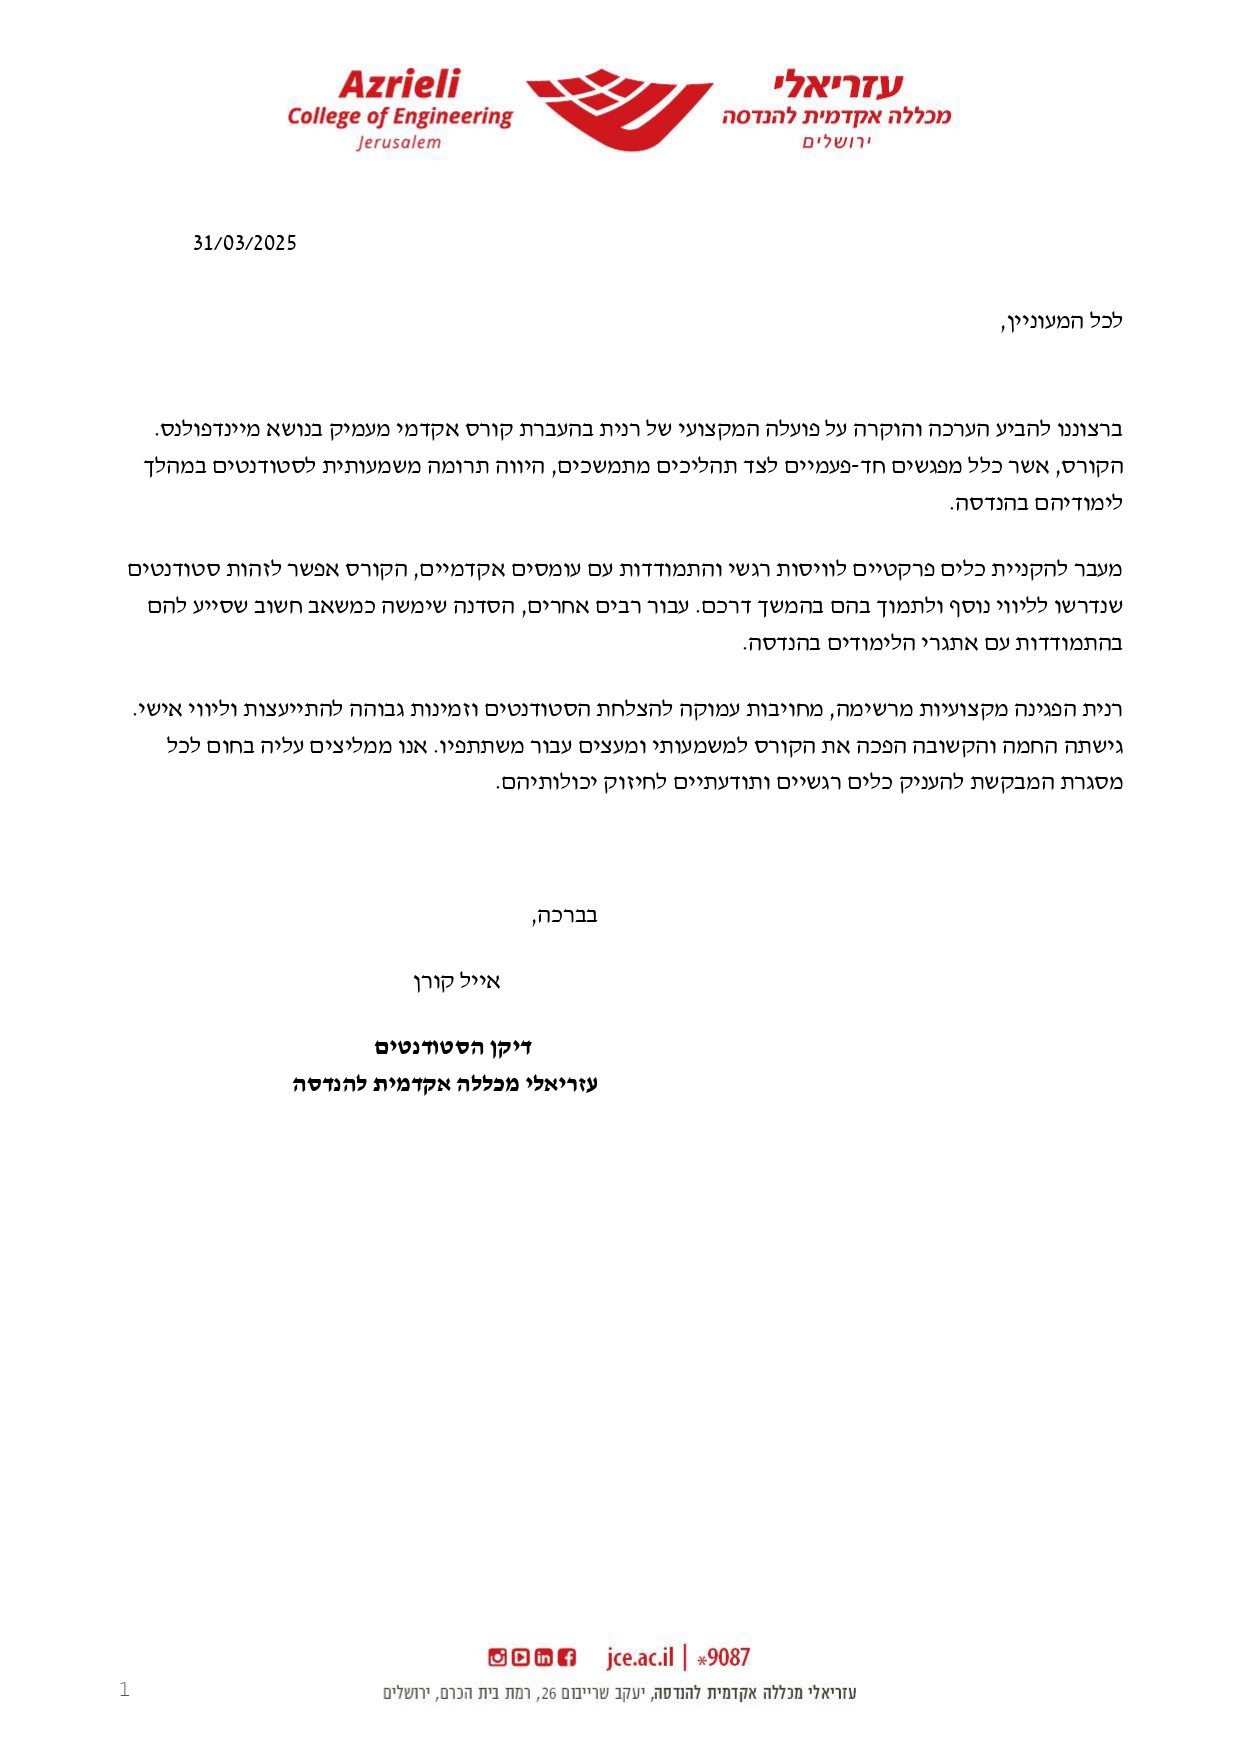 Azrieli
College of Engineering
Jerusalem
עזריאלי
מכללה אקדמית להנדסה
ירושלים
31/03/2025
לכל המעוניין,
ברצוננו להביע הערכה והוקרה על פועלה המקצועי של רנית בהעברת קורס אקדמי מעמיק בנושא מיינדפולנס.
הקורס, אשר כלל מפגשים חד-פעמיים לצד תהליכים מתמשכים, היווה תרומה משמעותית לסטודנטים במהלך
לימודיהם בהנדסה.
מעבר להקניית כלים פרקטיים לוויסות רגשי והתמודדות עם עומסים אקדמיים, הקורס אפשר לזהות סטודנטים
שנדרשו לליווי נוסף ולתמוך בהם בהמשך דרכם. עבור רבים אחרים, הסדנה שימשה כמשאב חשוב שסייע להם
בהתמודדות עם אתגרי הלימודים בהנדסה.
רנית הפגינה מקצועיות מרשימה, מחויבות עמוקה להצלחת הסטודנטים וזמינות גבוהה להתייעצות וליווי אישי.
גישתה החמה והקשובה הפכה את הקורס למשמעותי ומעצים עבור משתתפיו. אנו ממליצים עליה בחום לכל
מסגרת המבקשת להעניק כלים רגשיים ותודעתיים לחיזוק יכולותיהם.
בברכה,
אייל קורן
דיקן הסטודנטים
עזריאלי מכללה אקדמית להנדסה
jce.ac.il | *9087
עזריאלי מכללה אקדמית להנדסה, יעקב שרייבום 26, רמת בית הכרם, ירושלים
1